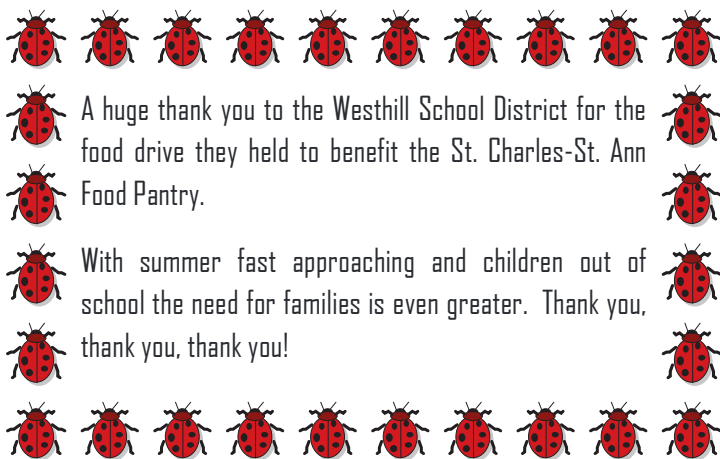 A huge thank you to the Westhill School District for the
food drive they held to benefit the St. Charles-St. Ann
Food Pantry.
With summer fast approaching and children out of
school the need for families is even greater.  Thank you,
thank you, thank you!